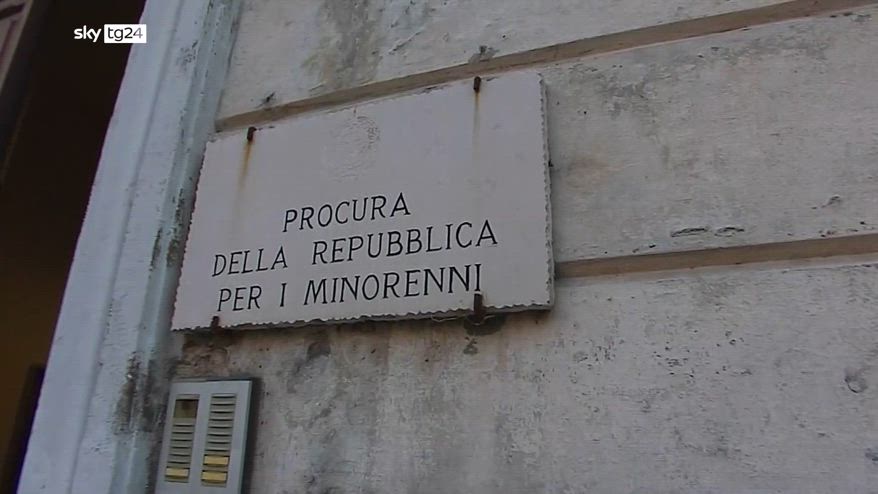 sky tg24
PROCURA
DELLA REPUBBLICA
PER I MINORENNI